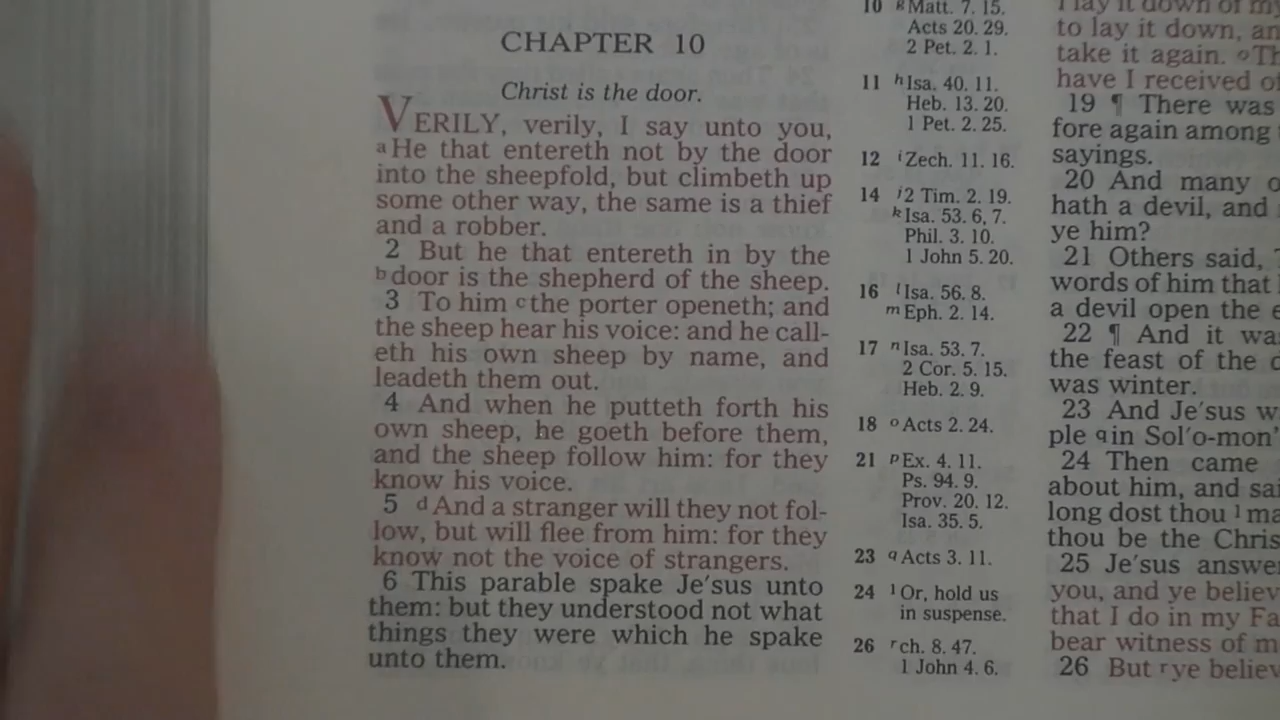 CHAPTER 10
Christ is the door.
VERILY, verily, I say unto you,
a He that entereth not by the door
into the sheepfold, but climbeth up
some other way, the same is a thief
and a robber.
2 But he that entereth in by the
b door is the shepherd of the sheep.
3 To him c the porter openeth; and
the sheep hear his voice: and he call-
eth his own sheep by name, and
leadeth them out.
4 And when he putteth forth his
own sheep, he goeth before them,
and the sheep follow him: for they
know his voice.
5 d And a stranger will they not fol-
low, but will flee from him: for they
know not the voice of strangers.
6 This parable spake Je′sus unto
them: but they understood not what
things they were which he spake
unto them.
10 g Matt. 7. 15.
Acts 20. 29.
2 Pet. 2. 1.
11 h Isa. 40. 11.
Heb. 13. 20.
1 Pet. 2. 25.
12 i Zech. 11. 16.
14 j 2 Tim. 2. 19.
k Isa. 53. 6, 7.
Phil. 3. 10.
1 John 5. 20.
16 l Isa. 56. 8.
m Eph. 2. 14.
17 n Isa. 53. 7.
2 Cor. 5. 15.
Heb. 2. 9.
18 o Acts 2. 24.
21 p Ex. 4. 11.
Ps. 94. 9.
Prov. 20. 12.
Isa. 35. 5.
23 q Acts 3. 11.
24 1 Or, hold us
in suspense.
26 r ch. 8. 47.
1 John 4. 6.
I lay it down of my
to lay it down, an
take it again. o Th
have I received of
19 ¶ There was
fore again among
sayings.
20 And many o
hath a devil, and
ye him?
21 Others said,
words of him that
a devil open the e
22 ¶ And it wa
the feast of the d
was winter.
23 And Je′sus w
ple q in Sol′o-mon'
24 Then came
about him, and sai
long dost thou 1 ma
thou be the Chris
25 Je′sus answe
you, and ye believ
that I do in my Fa
bear witness of m
26 But r ye believ